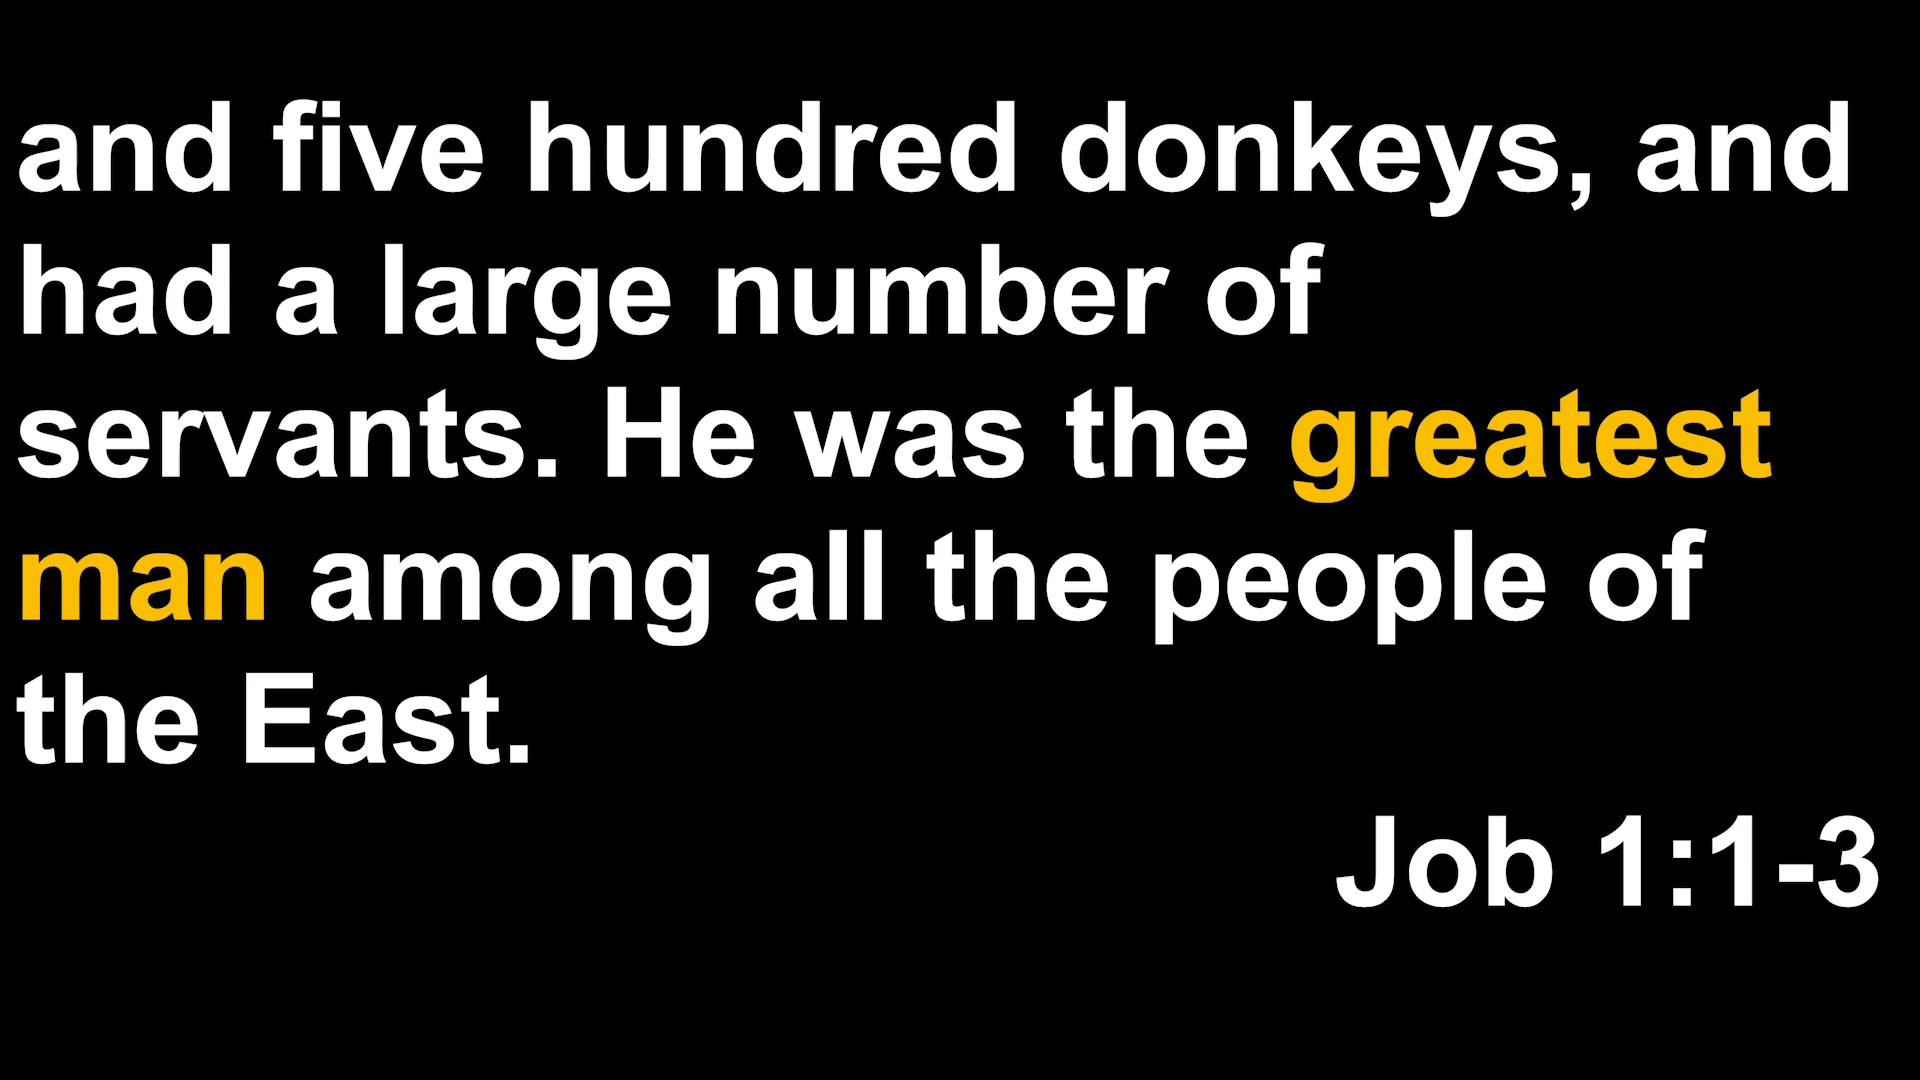 and five hundred donkeys, and
had a large number of
servants. He was the greatest
man among all the people of
the East.
Job 1:1-3